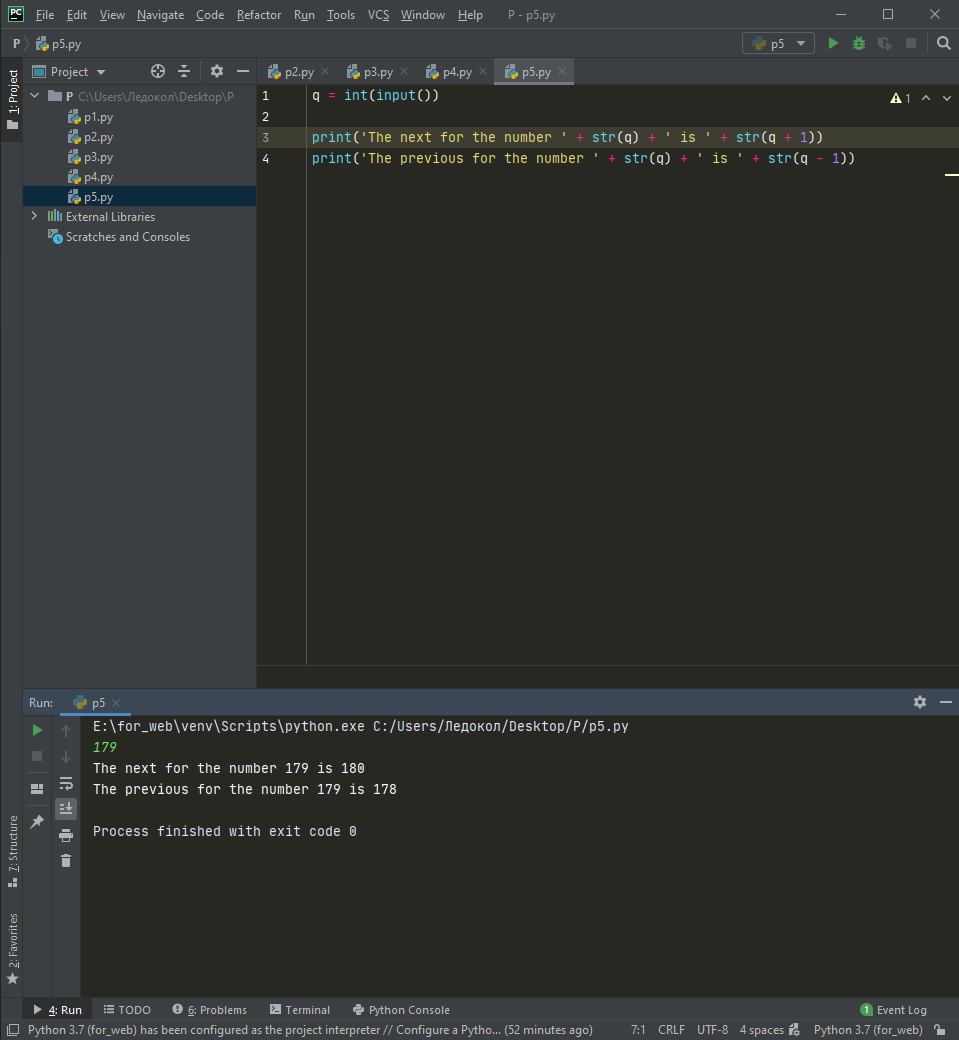 PC File Edit View Navigate Code Refactor Run Tools VCS Window Help P - p5.py
P p5.py p5
1: Project
Project p2.py p3.py p4.py p5.py
P C:\Users\Ледокол\Desktop\P
p1.py
p2.py
p3.py
p4.py
p5.py
External Libraries
Scratches and Consoles
1 q = int(input()) 1
2
3 print('The next for the number ' + str(q) + ' is ' + str(q + 1))
4 print('The previous for the number ' + str(q) + ' is ' + str(q - 1))
Run: p5
E:\for_web\venv\Scripts\python.exe C:/Users/Ледокол/Desktop/P/p5.py
179
The next for the number 179 is 180
The previous for the number 179 is 178
Process finished with exit code 0
7: Structure
2: Favorites
4: Run TODO 6: Problems Terminal Python Console 1 Event Log
Python 3.7 (for_web) has been configured as the project interpreter // Configure a Pytho... (52 minutes ago) 7:1 CRLF UTF-8 4 spaces Python 3.7 (for_web)